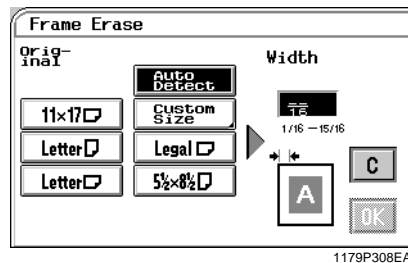 Frame Erase
Orig-
inal
Width
Auto
Detect
11×17
Custom
Size
1/16 – 15/16
Letter
Legal
C
Letter
5½×8½
A
OK
1179P308EA